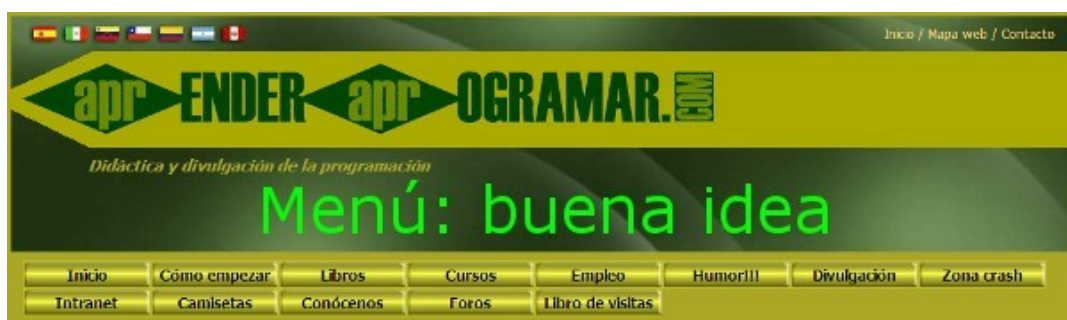 Inicio / Mapa web / Contacto
aprENDERaprOGRAMAR.COM
Didáctica y divulgación de la programación
Menú: buena idea
Inicio Cómo empezar Libros Cursos Empleo Humor!!! Divulgación Zona crash
Intranet Camisetas Conócenos Foros Libro de visitas